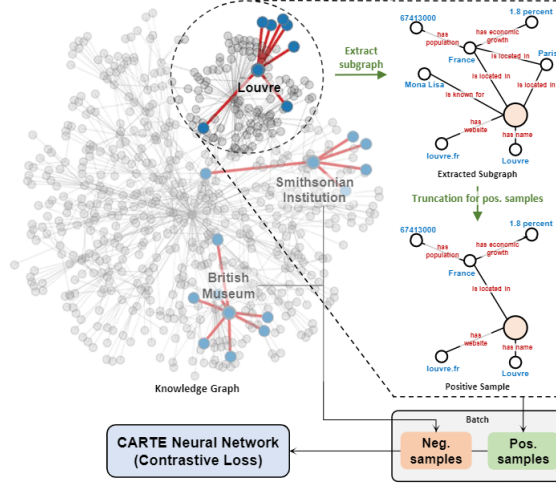 67413000
1.8 percent
has
population
has economic
growth
Extract
subgraph
France
is located in
Paris
Louvre
Mona Lisa
is located in
is known for
has
website
has name
louvre.fr
Louvre
Extracted Subgraph
Smithsonian
Institution
Truncation for pos. samples
67413000
1.8 percent
has
population
has economic
growth
France
British
Museum
is located in
has
website
has name
louvre.fr
Louvre
Knowledge Graph
Positive Sample
Batch
CARTE Neural Network
(Contrastive Loss)
Neg.
samples
Pos.
samples